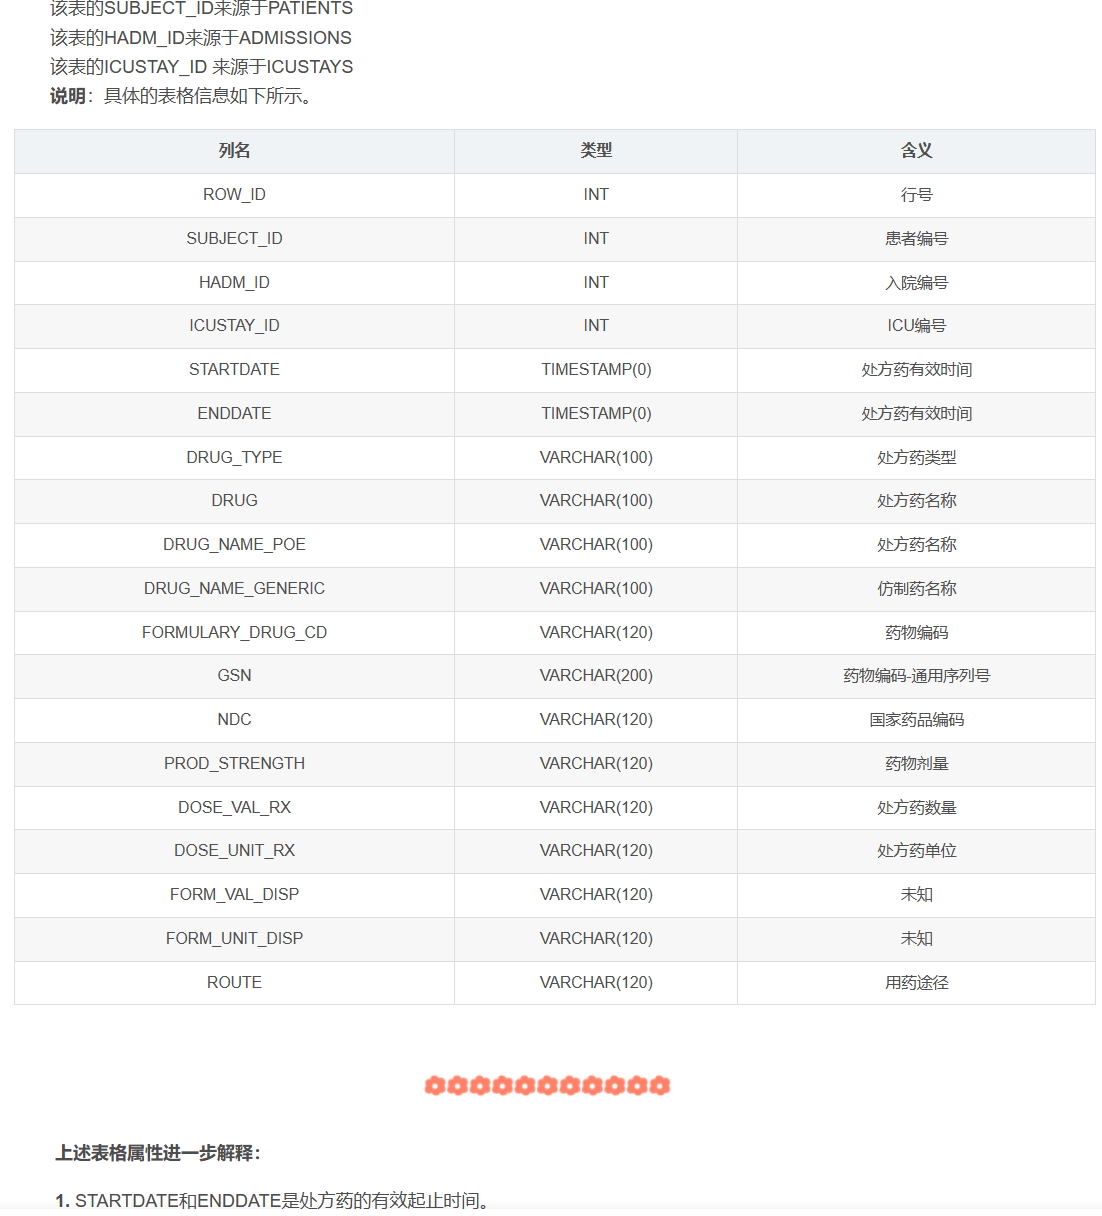 该表的SUBJECT_ID来源于PATIENTS
该表的HADM_ID来源于ADMISSIONS
该表的ICUSTAY_ID 来源于ICUSTAYS
说明：具体的表格信息如下所示。
列名 类型 含义
ROW_ID INT 行号
SUBJECT_ID INT 患者编号
HADM_ID INT 入院编号
ICUSTAY_ID INT ICU编号
STARTDATE TIMESTAMP(0) 处方药有效时间
ENDDATE TIMESTAMP(0) 处方药有效时间
DRUG_TYPE VARCHAR(100) 处方药类型
DRUG VARCHAR(100) 处方药名称
DRUG_NAME_POE VARCHAR(100) 处方药名称
DRUG_NAME_GENERIC VARCHAR(100) 仿制药名称
FORMULARY_DRUG_CD VARCHAR(120) 药物编码
GSN VARCHAR(200) 药物编码-通用序列号
NDC VARCHAR(120) 国家药品编码
PROD_STRENGTH VARCHAR(120) 药物剂量
DOSE_VAL_RX VARCHAR(120) 处方药数量
DOSE_UNIT_RX VARCHAR(120) 处方药单位
FORM_VAL_DISP VARCHAR(120) 未知
FORM_UNIT_DISP VARCHAR(120) 未知
ROUTE VARCHAR(120) 用药途径
上述表格属性进一步解释：
1. STARTDATE和ENDDATE是处方药的有效起止时间。